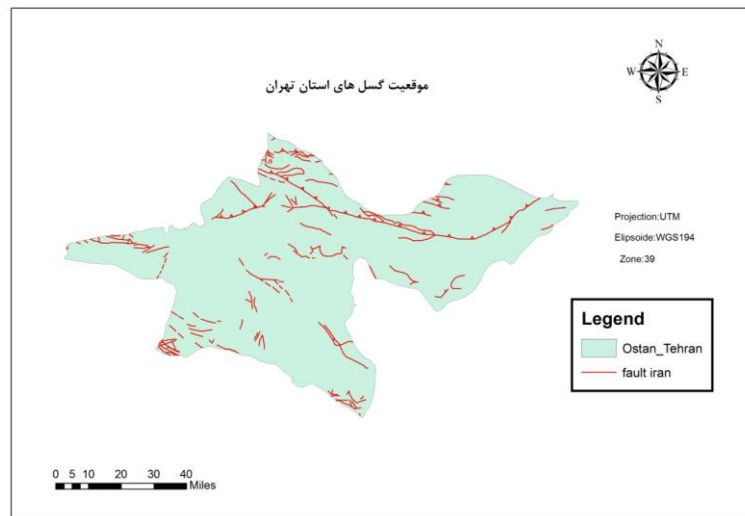 N
W E
S
موقعیت گسل های استان تهران
Projection:UTM
Elipsoide:WGS194
Zone:39
Legend
Ostan_Tehran
fault iran
0 5 10 20 30 40
Miles